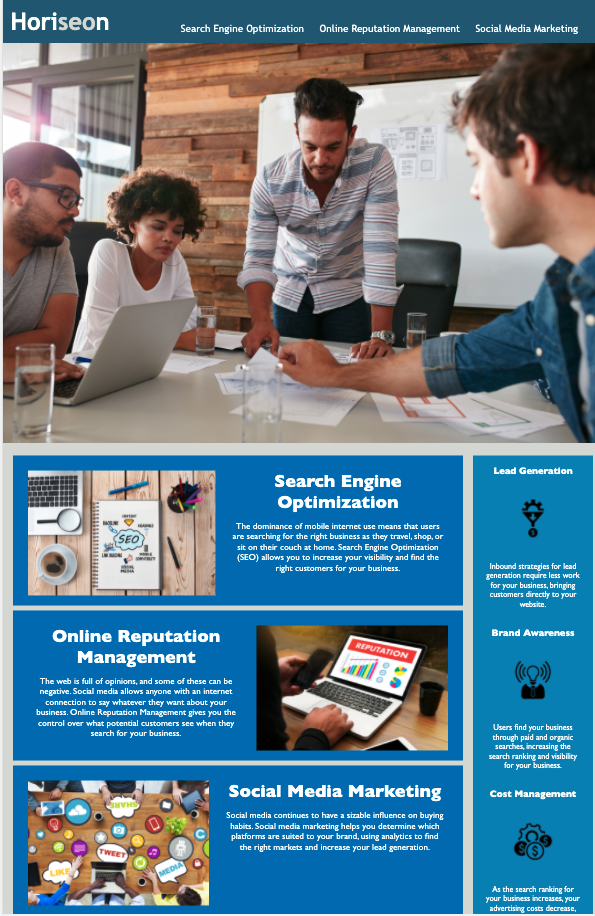 Horiseon
Search Engine Optimization
Online Reputation Management
Social Media Marketing
Search Engine
Optimization
The dominance of mobile internet use means that users
are searching for the right business as they travel, shop, or
sit on their couch at home. Search Engine Optimization
(SEO) allows you to increase your visibility and find the
right customers for your business.
SEO
Online Reputation
Management
The web is full of opinions, and some of these can be
negative. Social media allows anyone with an internet
connection to say whatever they want about your
business. Online Reputation Management gives you the
control over what potential customers see when they
search for your business.
REPUTATION
SHARE
TWEET
LIKE
MEDIA
Social Media Marketing
Social media continues to have a sizable influence on buying
habits. Social media marketing helps you determine which
platforms are suited to your brand, using analytics to find
the right markets and increase your lead generation.
Lead Generation
Inbound strategies for lead
generation require less work
for your business, bringing
customers directly to your
website.
Brand Awareness
Users find your business
through paid and organic
searches, increasing the
search ranking and visibility
for your business.
Cost Management
As the search ranking for
your business increases, your
advertising costs decrease,